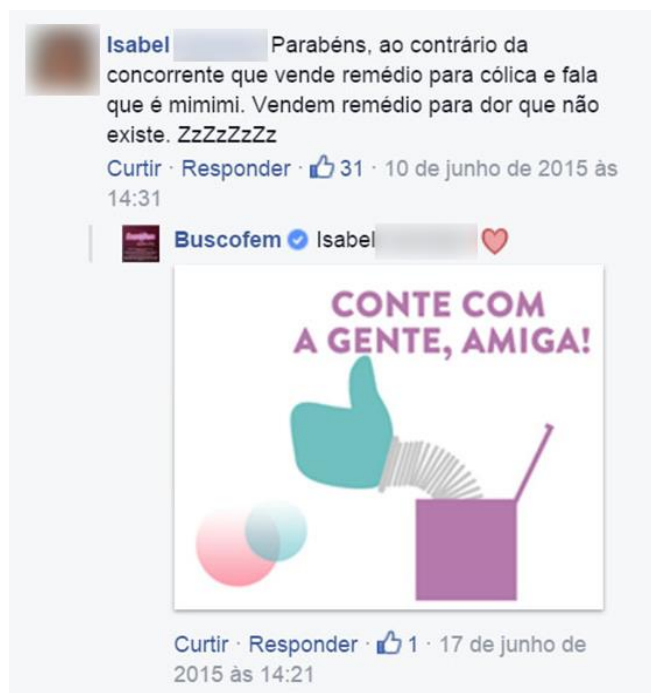 Isabel Parabéns, ao contrário da
concorrente que vende remédio para cólica e fala
que é mimimi. Vendem remédio para dor que não
existe. ZzZzZzZz
Curtir · Responder · 31 · 10 de junho de 2015 às
14:31
Buscofem Isabel
CONTE COM
A GENTE, AMIGA!
Curtir · Responder · 1 · 17 de junho de
2015 às 14:21